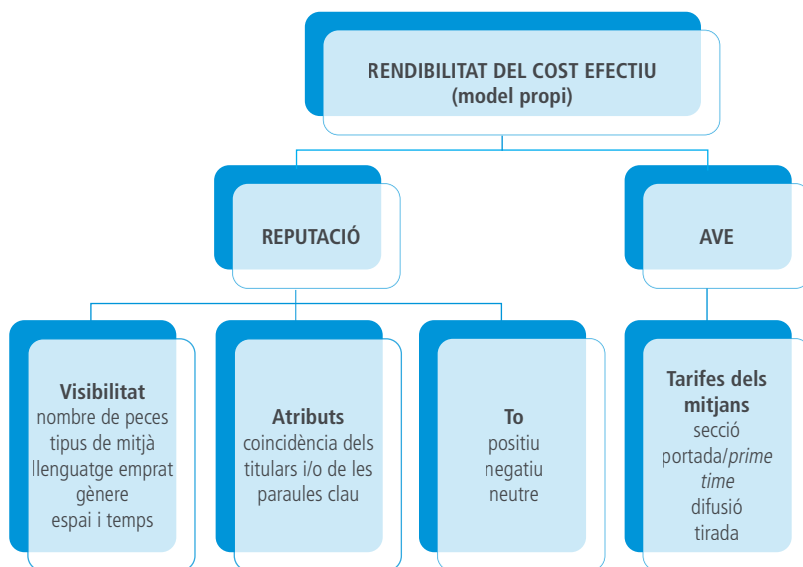 RENDIBILITAT DEL COST EFECTIU
(model propi)
REPUTACIÓ
AVE
Visibilitat
nombre de peces
tipus de mitjà
llenguatge emprat
gènere
espai i temps
Atributs
coincidència dels
titulars i/o de les
paraules clau
To
positiu
negatiu
neutre
Tarifes dels
mitjans
secció
portada/prime
time
difusió
tirada